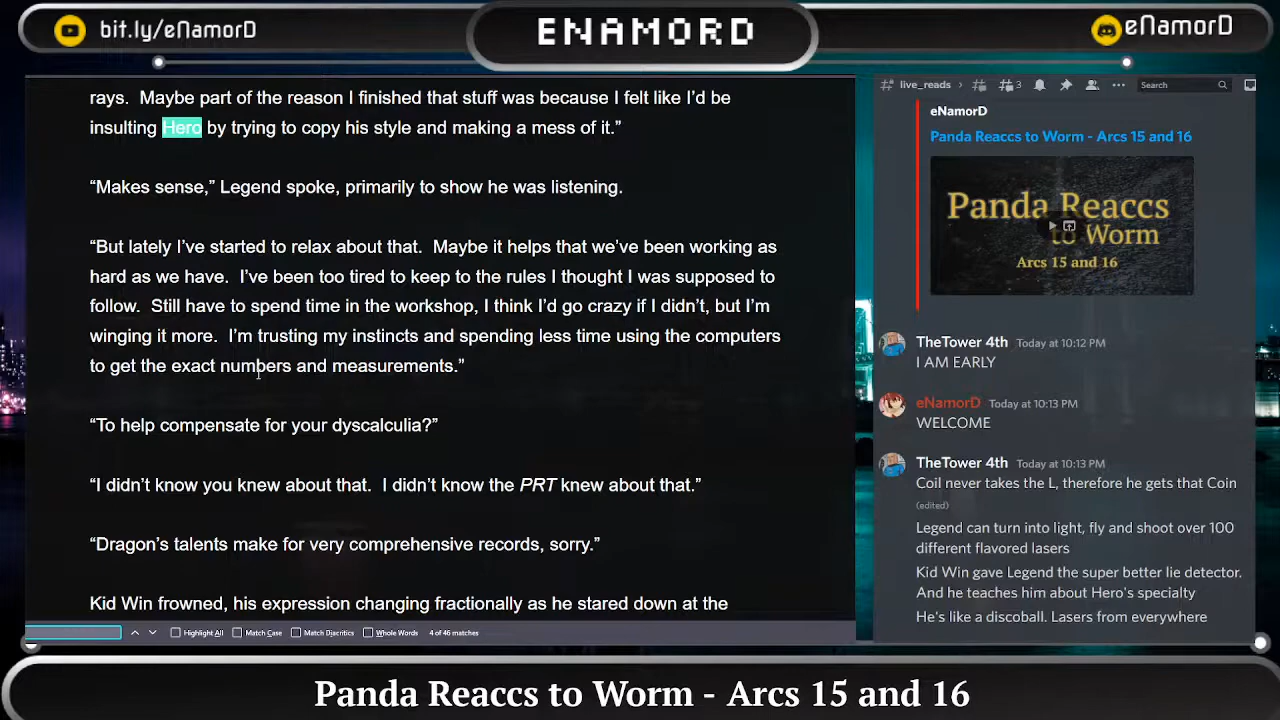 bit.ly/eNamorD
ENAMORD
eNamorD
rays.  Maybe part of the reason I finished that stuff was because I felt like I’d be
insulting Hero by trying to copy his style and making a mess of it.”
“Makes sense,” Legend spoke, primarily to show he was listening.
“But lately I’ve started to relax about that.  Maybe it helps that we’ve been working as
hard as we have.  I’ve been too tired to keep to the rules I thought I was supposed to
follow.  Still have to spend time in the workshop, I think I’d go crazy if I didn’t, but I’m
winging it more.  I’m trusting my instincts and spending less time using the computers
to get the exact numbers and measurements.”
“To help compensate for your dyscalculia?”
“I didn’t know you knew about that.  I didn’t know the PRT knew about that.”
“Dragon’s talents make for very comprehensive records, sorry.”
Kid Win frowned, his expression changing fractionally as he stared down at the
Highlight All Match Case Match Diacritics Whole Words 4 of 46 matches
live_reads 3 Search
eNamorD
Panda Reaccs to Worm - Arcs 15 and 16
Panda Reaccs
to Worm
Arcs 15 and 16
TheTower 4th Today at 10:12 PM
I AM EARLY
eNamorD Today at 10:13 PM
WELCOME
TheTower 4th Today at 10:13 PM
Coil never takes the L, therefore he gets that Coin
(edited)
Legend can turn into light, fly and shoot over 100
different flavored lasers
Kid Win gave Legend the super better lie detector.
And he teaches him about Hero's specialty
He's like a discoball. Lasers from everywhere
Panda Reaccs to Worm - Arcs 15 and 16